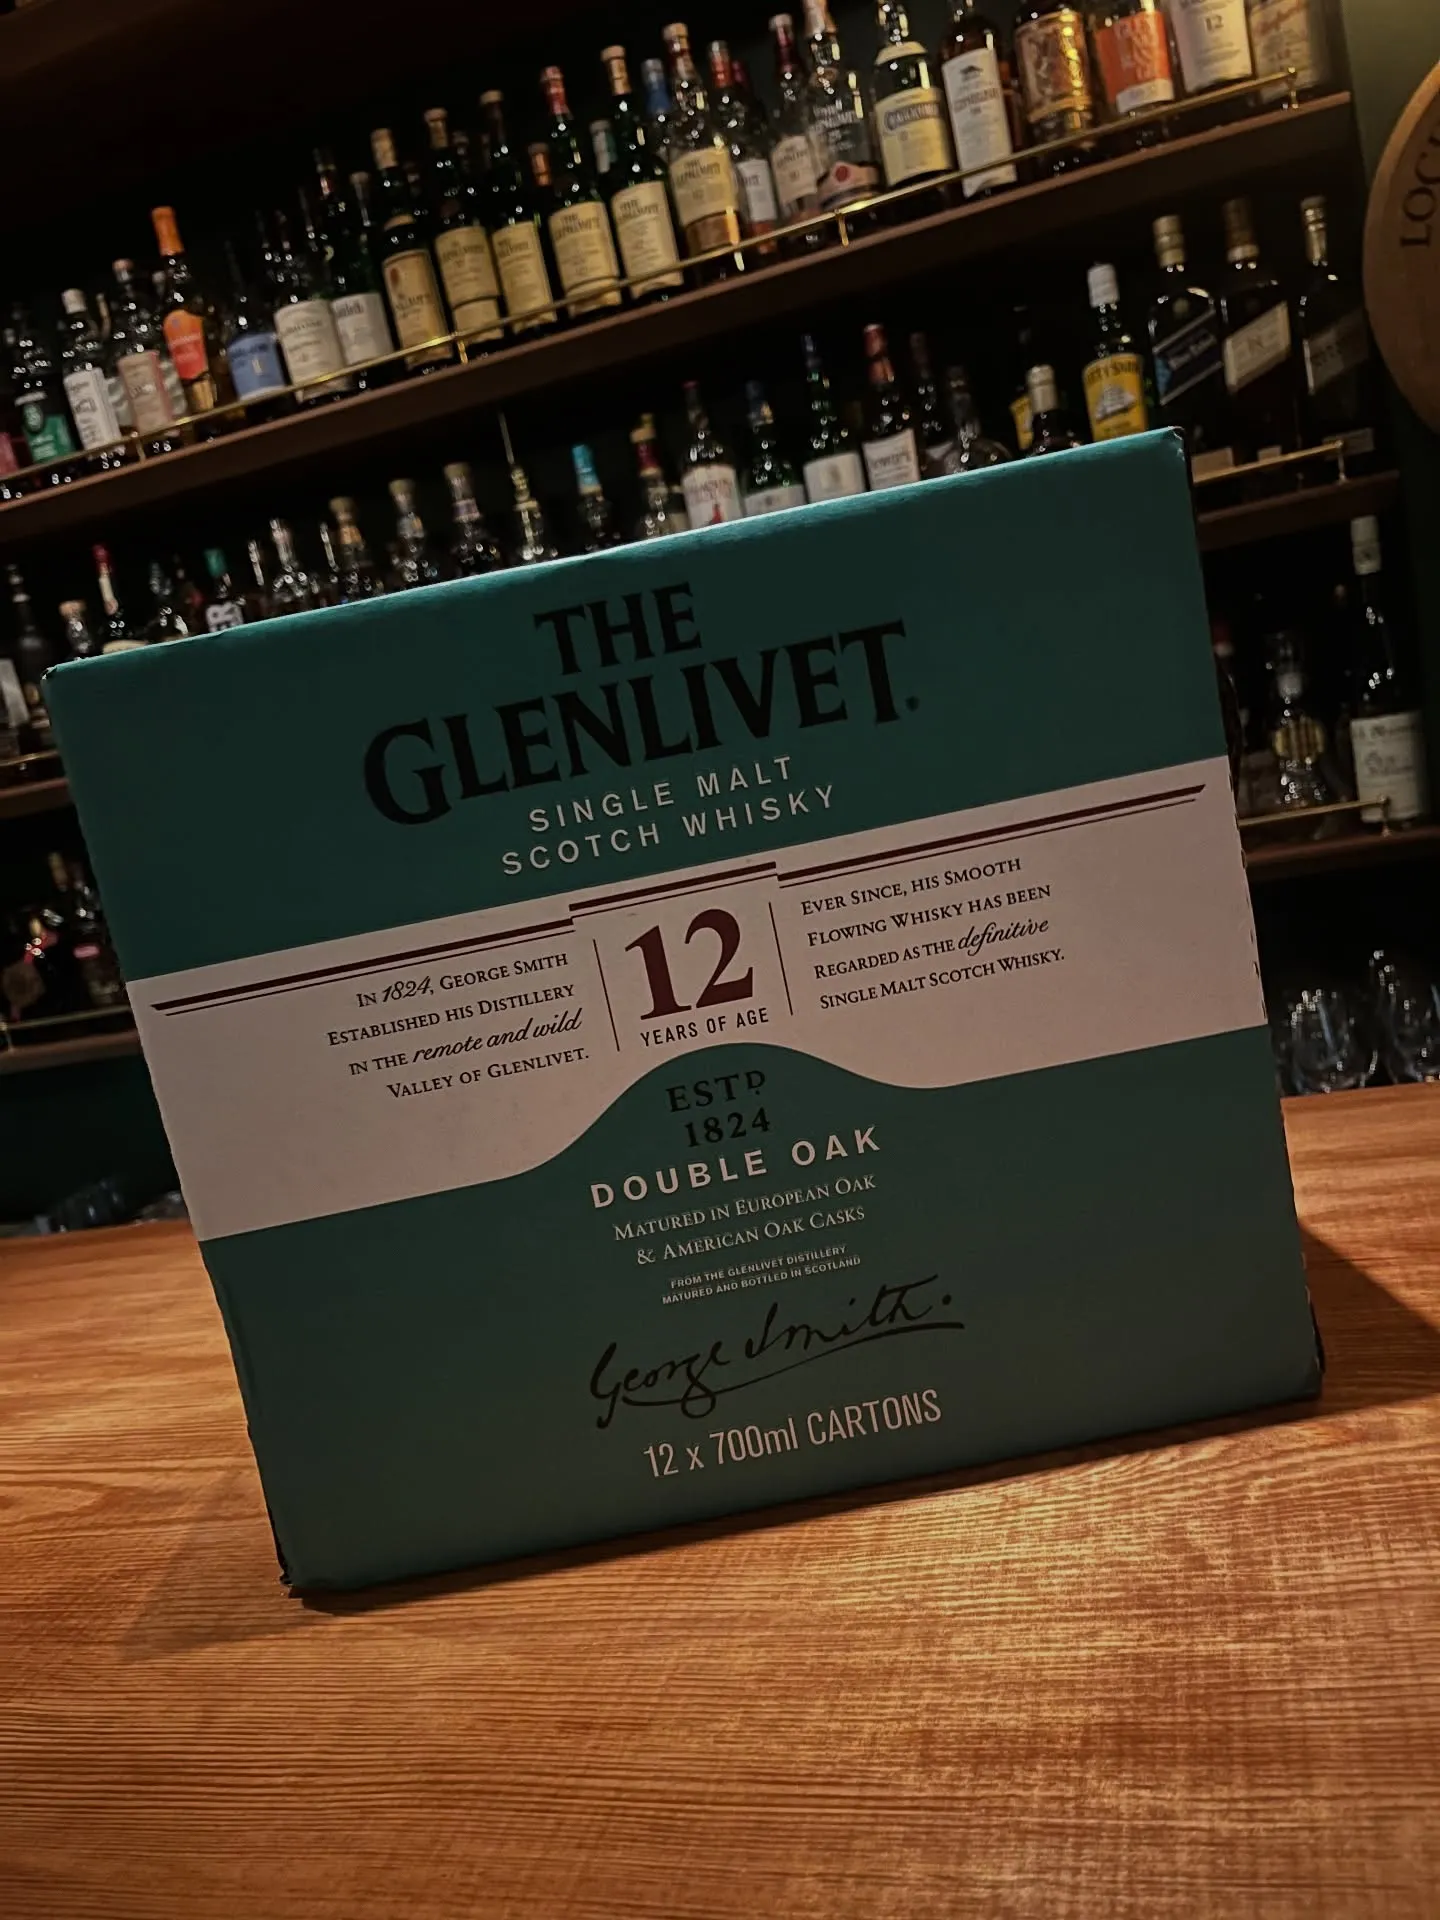 THE
GLENLIVET®
SINGLE MALT
SCOTCH WHISKY
IN 1824, GEORGE SMITH
ESTABLISHED HIS DISTILLERY
IN THE remote and wild
VALLEY OF GLENLIVET.
12
YEARS OF AGE
EVER SINCE, HIS SMOOTH
FLOWING WHISKY HAS BEEN
REGARDED AS THE definitive
SINGLE MALT SCOTCH WHISKY.
ESTD
1824
DOUBLE OAK
MATURED IN EUROPEAN OAK
& AMERICAN OAK CASKS
FROM THE GLENLIVET DISTILLERY
MATURED AND BOTTLED IN SCOTLAND
George Smith.
12 x 700ml CARTONS